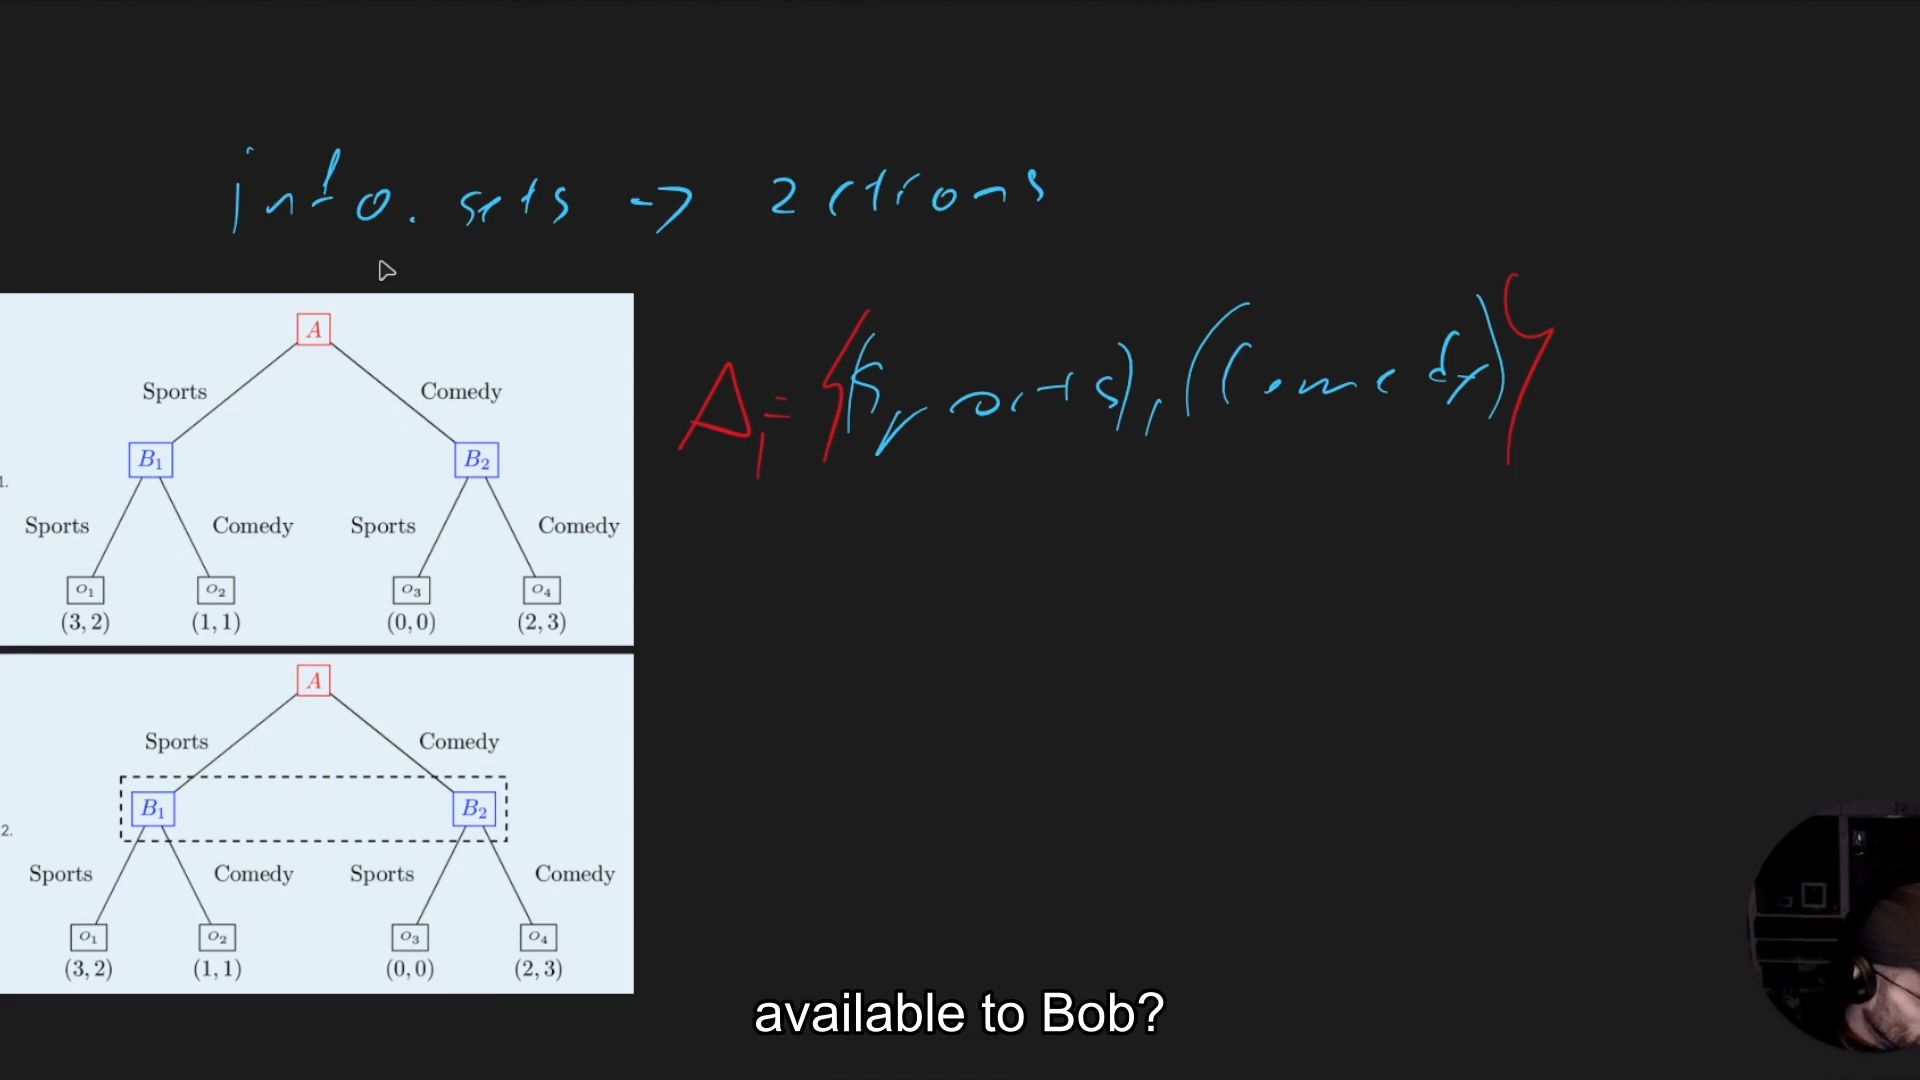 info. sets -> actions
A
Sports Comedy
B₁ B₂
1.
Sports Comedy Sports Comedy
o₁ o₂ o₃ o₄
(3, 2) (1, 1) (0, 0) (2, 3)
A₁ = {(Sports), (Comedy)}
A
Sports Comedy
B₁ B₂
2.
Sports Comedy Sports Comedy
o₁ o₂ o₃ o₄
(3, 2) (1, 1) (0, 0) (2, 3)
available to Bob?